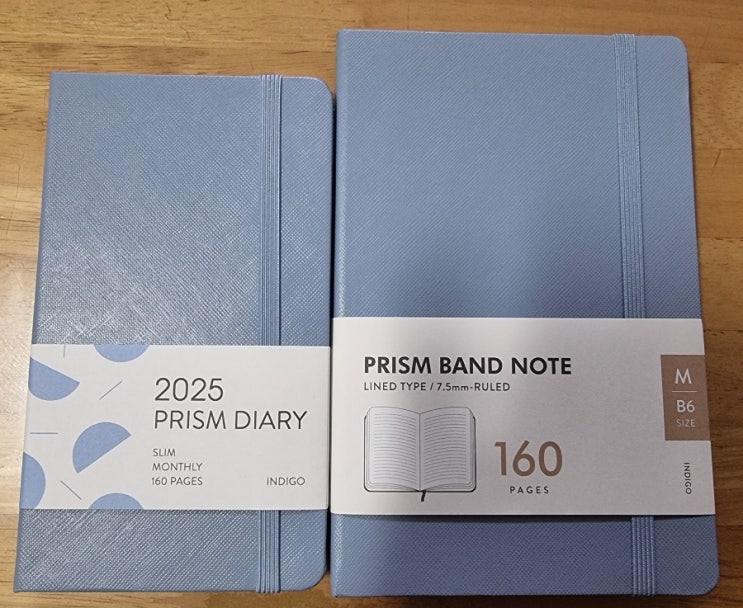 2025
PRISM DIARY
SLIM
MONTHLY
160 PAGES
INDIGO
PRISM BAND NOTE
LINED TYPE / 7.5mm-RULED
160
PAGES
M
B6
SIZE
INDIGO